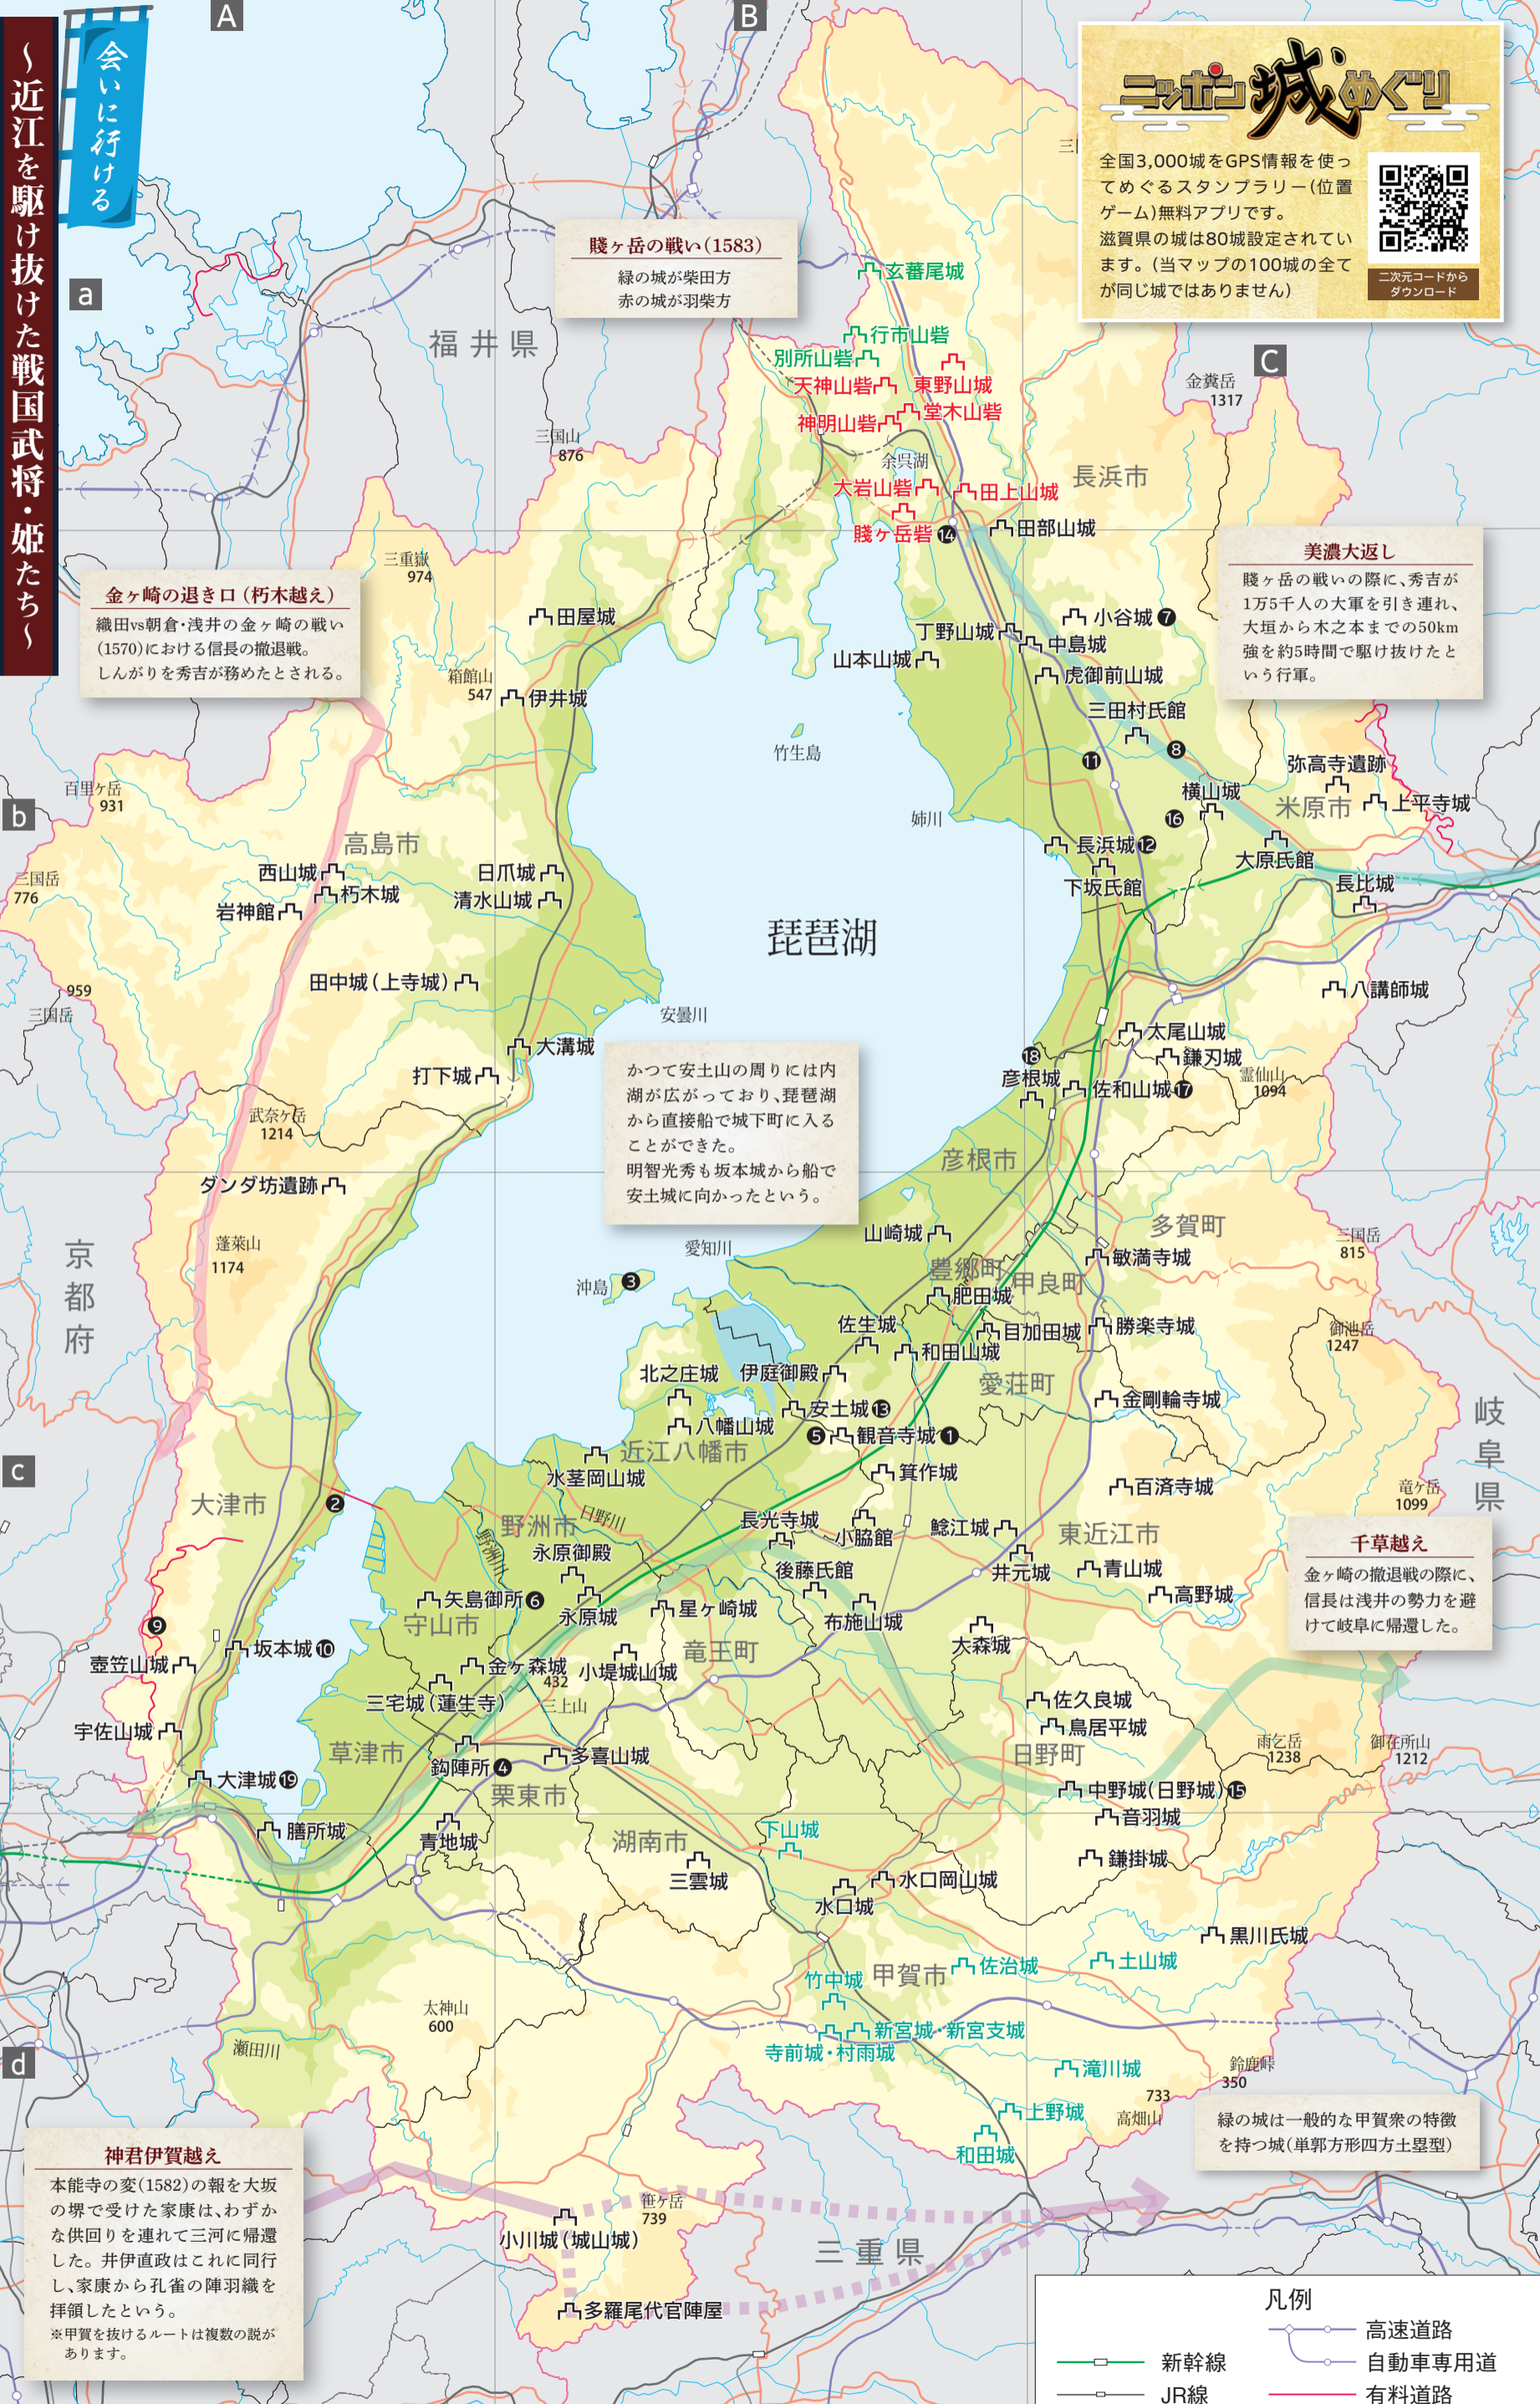 会いに行ける
〜近江を駆け抜けた戦国武将・姫たち〜
A
B
C
a
b
c
d
ニッポン城めぐり
全国3,000城をGPS情報を使っ
てめぐるスタンプラリー(位置
ゲーム)無料アプリです。
滋賀県の城は80城設定されてい
ます。(当マップの100城の全て
が同じ城ではありません)
二次元コードから
ダウンロード
賤ヶ岳の戦い(1583)
緑の城が柴田方
赤の城が羽柴方
玄蕃尾城
行市山砦
別所山砦
天神山砦
東野山城
堂木山砦
神明山砦
福井県
金糞岳
1317
三国山
876
余呉湖
長浜市
大岩山砦
田上山城
賤ヶ岳砦 14
田部山城
三重嶽
974
美濃大返し
賤ヶ岳の戦いの際に、秀吉が
1万5千人の大軍を引き連れ、
大垣から木之本までの50km
強を約5時間で駆け抜けたと
いう行軍。
金ヶ崎の退き口(朽木越え)
織田vs朝倉・浅井の金ヶ崎の戦い
(1570)における信長の撤退戦。
しんがりを秀吉が務めたとされる。
田屋城
小谷城 7
丁野山城
中島城
山本山城
虎御前山城
箱館山
547
伊井城
三田村氏館
8
11
竹生島
弥高寺遺跡
百里ヶ岳
931
横山城
16
米原市
上平寺城
姉川
高島市
長浜城 12
大原氏館
西山城
日爪城
下坂氏館
長比城
三国岳
776
朽木城
清水山城
岩神館
琵琶湖
田中城(上寺城)
959
三国岳
八講師城
安曇川
太尾山城
大溝城
18
鎌刃城
打下城
彦根城
佐和山城 17
霊仙山
1094
かつて安土山の周りには内
湖が広がっており、琵琶湖
から直接船で城下町に入る
ことができた。
明智光秀も坂本城から船で
安土城に向かったという。
武奈ケ岳
1214
彦根市
ダンダ坊遺跡
多賀町
山崎城
京都府
蓬莱山
1174
愛知川
三国岳
815
敏満寺城
豊郷町
甲良町
沖島 3
肥田城
佐生城
目加田城
勝楽寺城
御池岳
1247
和田山城
北之庄城
伊庭御殿
愛荘町
金剛輪寺城
岐阜県
安土城 13
八幡山城
5
観音寺城 1
近江八幡市
水茎岡山城
箕作城
百済寺城
竜ヶ岳
1099
大津市
2
野洲市
日野川
長光寺城
小脇館
鯰江城
東近江市
野洲川
永原御殿
後藤氏館
井元城
青山城
千草越え
金ヶ崎の撤退戦の際に、
信長は浅井の勢力を避
けて岐阜に帰還した。
矢島御所 6
永原城
星ヶ崎城
布施山城
高野城
守山市
9
坂本城 10
竜王町
大森城
壺笠山城
金ヶ森城
小堤城山城
432
三上山
三宅城(蓮生寺)
佐久良城
宇佐山城
鳥居平城
草津市
鈎陣所 4
多喜山城
日野町
雨乞岳
1238
御在所山
1212
大津城 19
栗東市
中野城(日野城) 15
音羽城
膳所城
青地城
湖南市
下山城
三雲城
鎌掛城
水口岡山城
水口城
黒川氏城
甲賀市
佐治城
土山城
竹中城
太神山
600
新宮城・新宮支城
寺前城・村雨城
瀬田川
滝川城
鈴鹿峠
350
733
高畑山
上野城
和田城
緑の城は一般的な甲賀衆の特徴
を持つ城(単郭方形四方土塁型)
神君伊賀越え
本能寺の変(1582)の報を大坂
の堺で受けた家康は、わずか
な供回りを連れて三河に帰還
した。井伊直政はこれに同行
し、家康から孔雀の陣羽織を
拝領したという。
※甲賀を抜けるルートは複数の説が
あります。
笹ヶ岳
739
小川城(城山城)
三重県
多羅尾代官陣屋
凡例
高速道路
新幹線
自動車専用道
JR線
有料道路